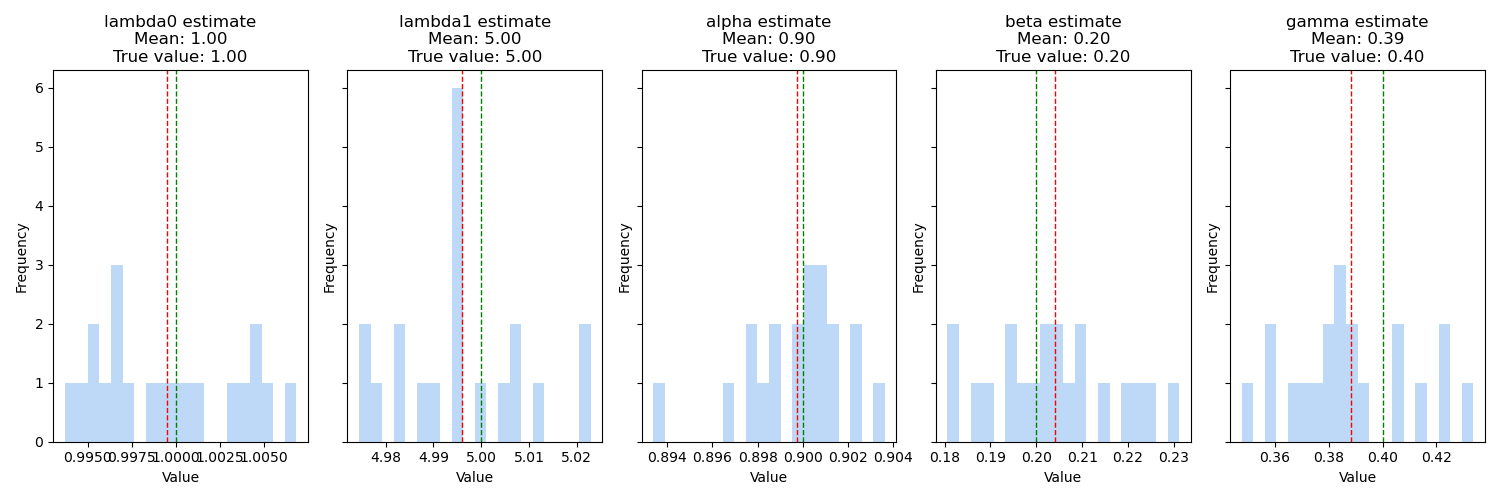 lambda0 estimate
Mean: 1.00
True value: 1.00
lambda1 estimate
Mean: 5.00
True value: 5.00
alpha estimate
Mean: 0.90
True value: 0.90
beta estimate
Mean: 0.20
True value: 0.20
gamma estimate
Mean: 0.39
True value: 0.40
6
5
4
3
2
1
0
Frequency
0.9950 0.9975 1.0000 1.0025 1.0050
Value
Frequency
4.98 4.99 5.00 5.01 5.02
Value
Frequency
0.894 0.896 0.898 0.900 0.902 0.904
Value
Frequency
0.18 0.19 0.20 0.21 0.22 0.23
Value
Frequency
0.36 0.38 0.40 0.42
Value